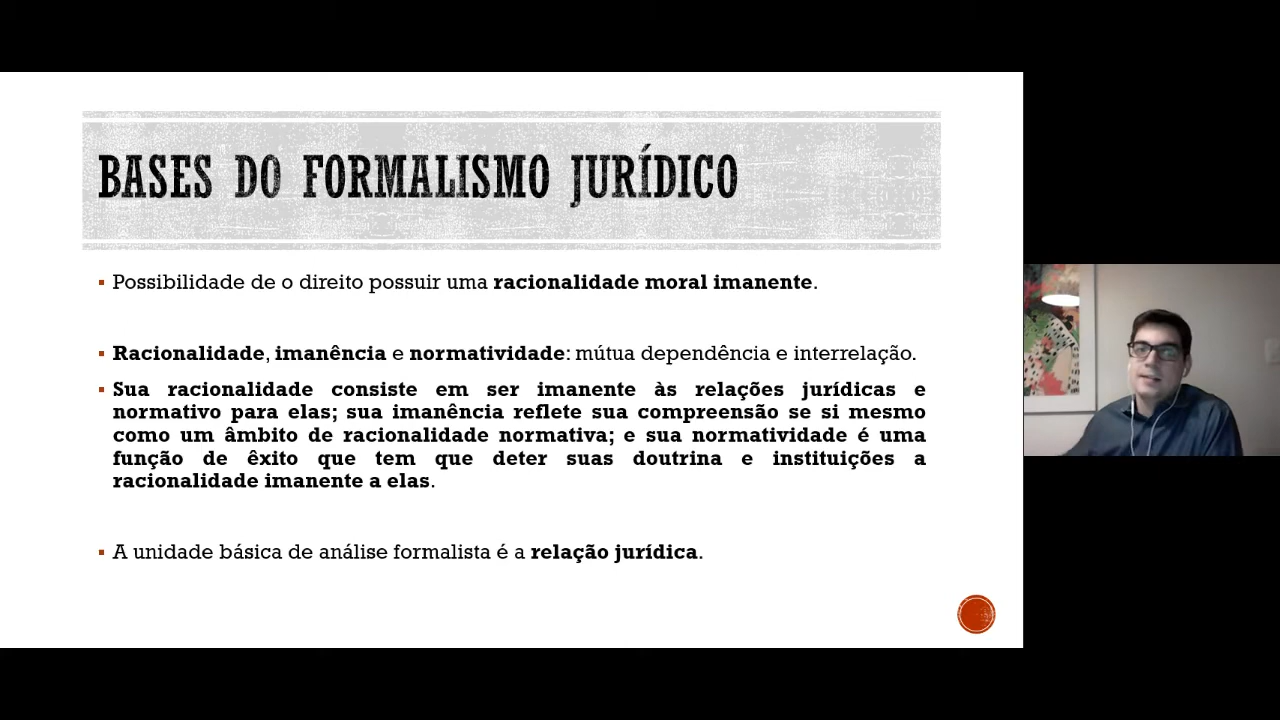 BASES DO FORMALISMO JURÍDICO
▪ Possibilidade de o direito possuir uma racionalidade moral imanente.
▪ Racionalidade, imanência e normatividade: mútua dependência e interrelação.
▪ Sua racionalidade consiste em ser imanente às relações jurídicas e
normativo para elas; sua imanência reflete sua compreensão se si mesmo
como um âmbito de racionalidade normativa; e sua normatividade é uma
função de êxito que tem que deter suas doutrina e instituições a
racionalidade imanente a elas.
▪ A unidade básica de análise formalista é a relação jurídica.